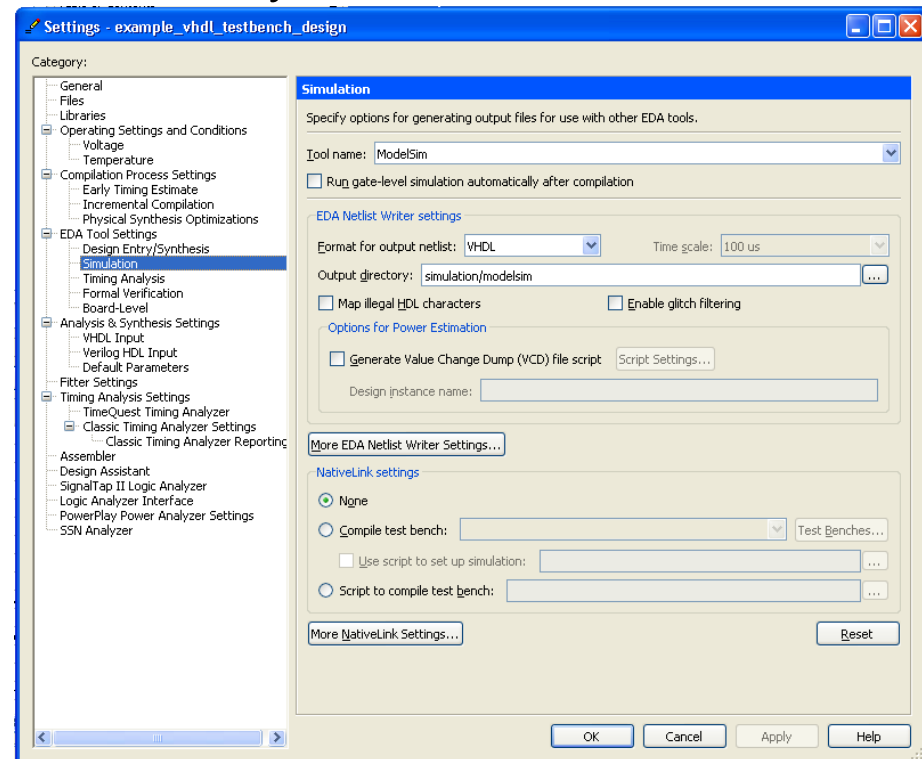 Settings - example_vhdl_testbench_design
Category:
General
Files
Libraries
Operating Settings and Conditions
Voltage
Temperature
Compilation Process Settings
Early Timing Estimate
Incremental Compilation
Physical Synthesis Optimizations
EDA Tool Settings
Design Entry/Synthesis
Simulation
Timing Analysis
Formal Verification
Board-Level
Analysis & Synthesis Settings
VHDL Input
Verilog HDL Input
Default Parameters
Fitter Settings
Timing Analysis Settings
TimeQuest Timing Analyzer
Classic Timing Analyzer Settings
Classic Timing Analyzer Reporting
Assembler
Design Assistant
SignalTap II Logic Analyzer
Logic Analyzer Interface
PowerPlay Power Analyzer Settings
SSN Analyzer
Simulation
Specify options for generating output files for use with other EDA tools.
Tool name: ModelSim
Run gate-level simulation automatically after compilation
EDA Netlist Writer settings
Format for output netlist: VHDL Time scale: 100 us
Output directory: simulation/modelsim ...
Map illegal HDL characters Enable glitch filtering
Options for Power Estimation
Generate Value Change Dump (VCD) file script Script Settings...
Design instance name:
More EDA Netlist Writer Settings...
NativeLink settings
None
Compile test bench: Test Benches...
Use script to set up simulation: ...
Script to compile test bench: ...
More NativeLink Settings... Reset
OK Cancel Apply Help